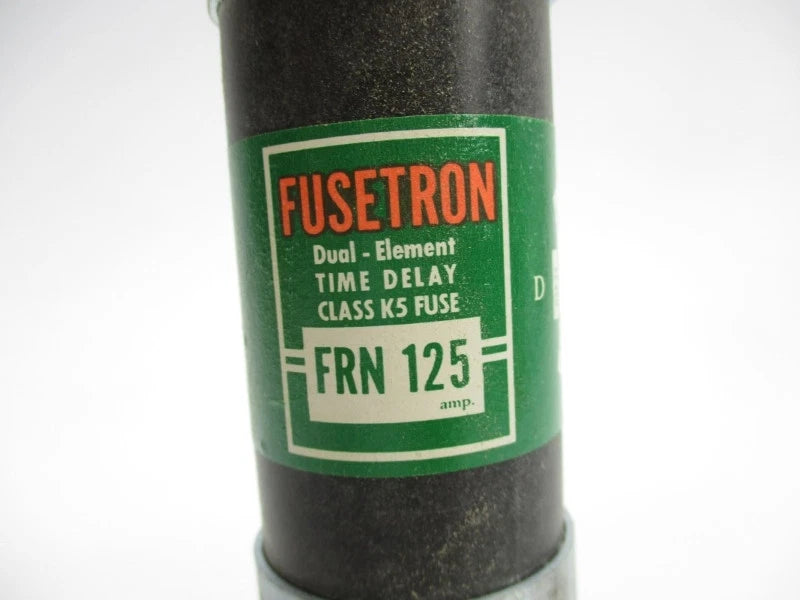 FUSETRON
Dual - Element
TIME DELAY
CLASS K5 FUSE
FRN 125
amp.
D